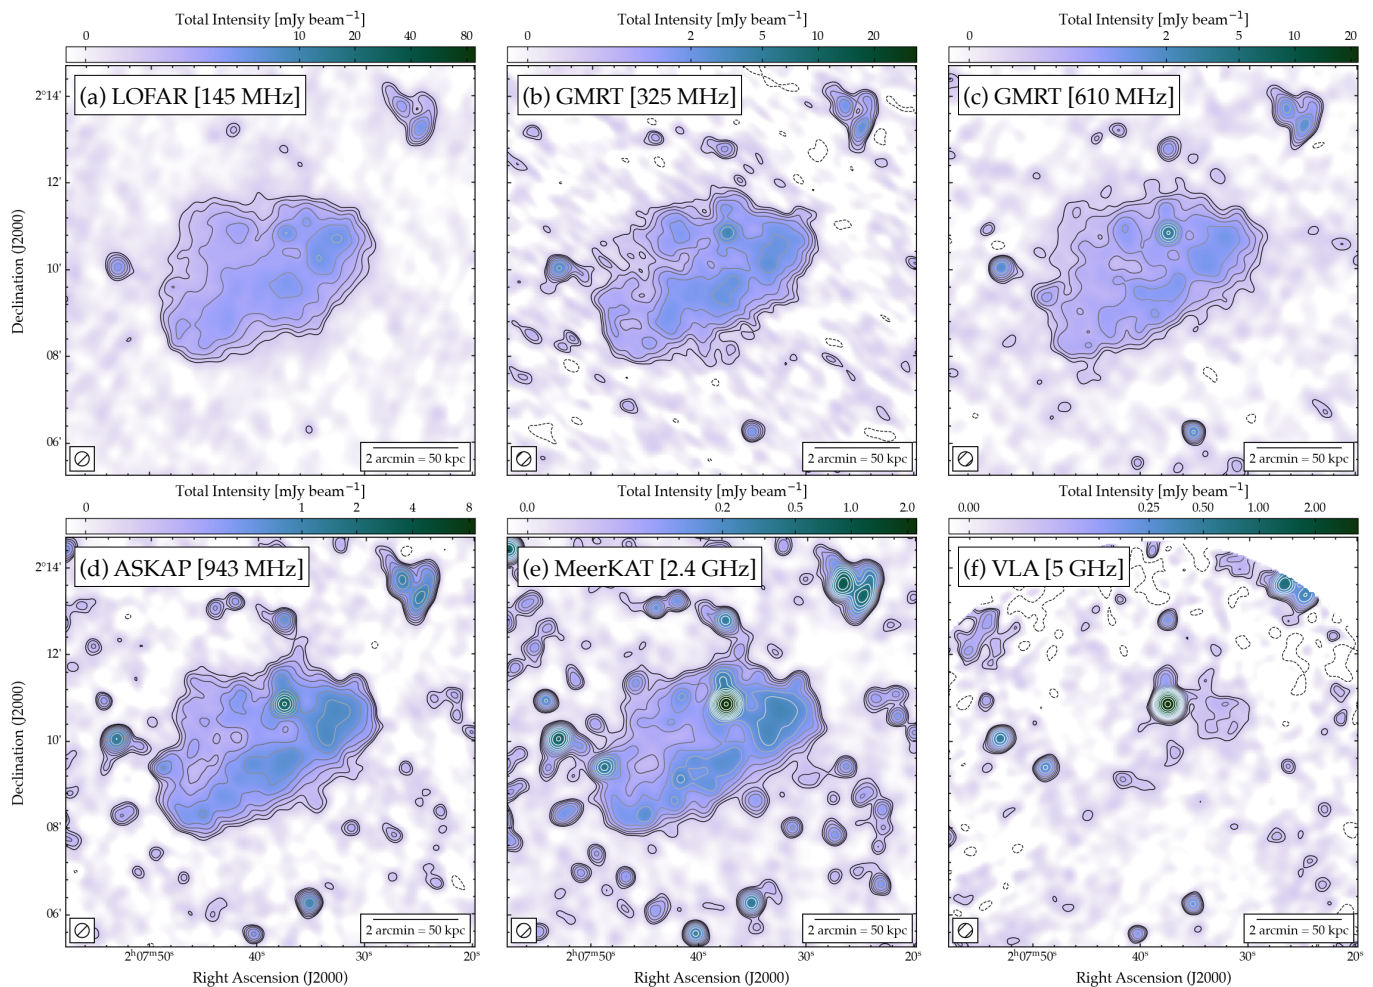 Total Intensity [mJy beam⁻¹]
0 10 20 40 80
(a) LOFAR [145 MHz]
2°14'
12'
10'
08'
06'
Declination (J2000)
2 arcmin = 50 kpc
Total Intensity [mJy beam⁻¹]
0 2 5 10 20
(b) GMRT [325 MHz]
2 arcmin = 50 kpc
Total Intensity [mJy beam⁻¹]
0 2 5 10 20
(c) GMRT [610 MHz]
2 arcmin = 50 kpc
Total Intensity [mJy beam⁻¹]
0 1 2 4 8
(d) ASKAP [943 MHz]
2°14'
12'
10'
08'
06'
Declination (J2000)
2 arcmin = 50 kpc
2ʰ07ᵐ50ˢ 40ˢ 30ˢ 20ˢ
Right Ascension (J2000)
Total Intensity [mJy beam⁻¹]
0.0 0.2 0.5 1.0 2.0
(e) MeerKAT [2.4 GHz]
2 arcmin = 50 kpc
2ʰ07ᵐ50ˢ 40ˢ 30ˢ 20ˢ
Right Ascension (J2000)
Total Intensity [mJy beam⁻¹]
0.00 0.25 0.50 1.00 2.00
(f) VLA [5 GHz]
2 arcmin = 50 kpc
2ʰ07ᵐ50ˢ 40ˢ 30ˢ 20ˢ
Right Ascension (J2000)